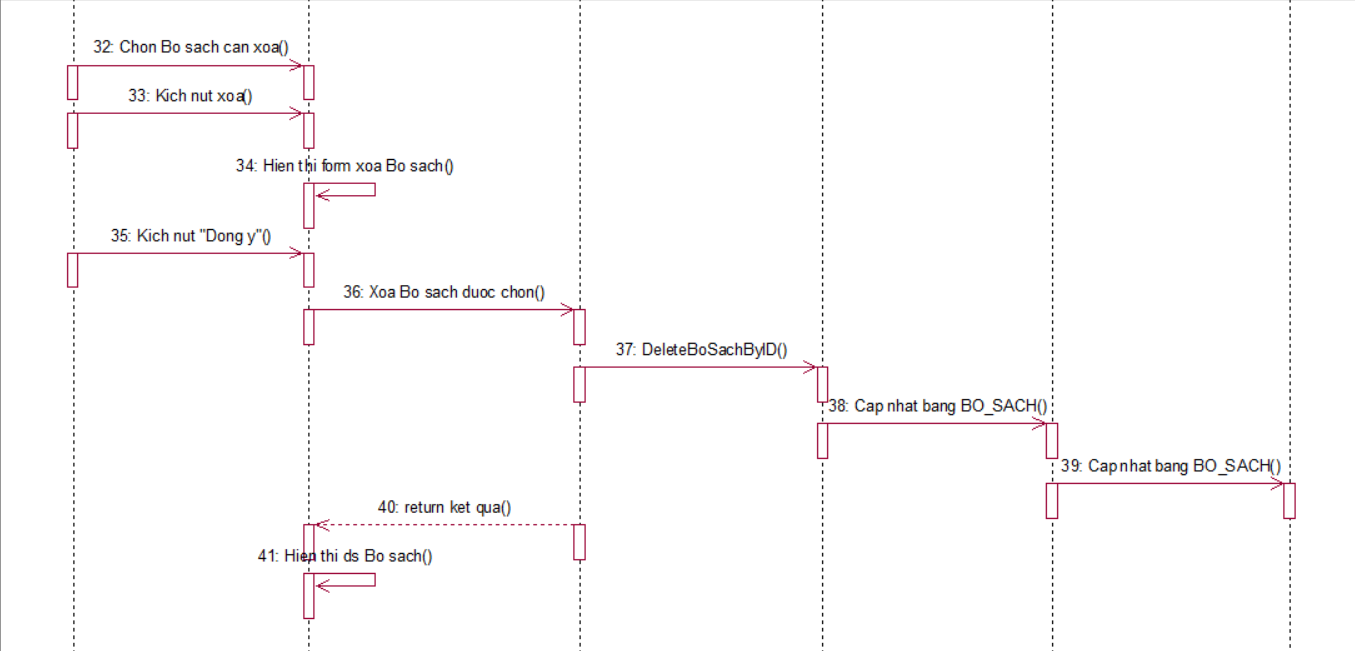 32: Chon Bo sach can xoa()
33: Kich nut xoa()
34: Hien thi form xoa Bo sach()
35: Kich nut "Dong y"()
36: Xoa Bo sach duoc chon()
37: DeleteBoSachByID()
38: Cap nhat bang BO_SACH()
39: Cap nhat bang BO_SACH()
40: return ket qua()
41: Hien thi ds Bo sach()